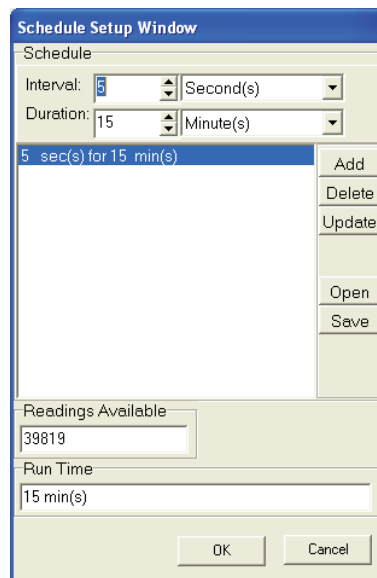 Schedule Setup Window
Schedule
Interval: 5 Second(s)
Duration: 15 Minute(s)
5 sec(s) for 15 min(s)
Add
Delete
Update
Open
Save
Readings Available
39819
Run Time
15 min(s)
OK Cancel